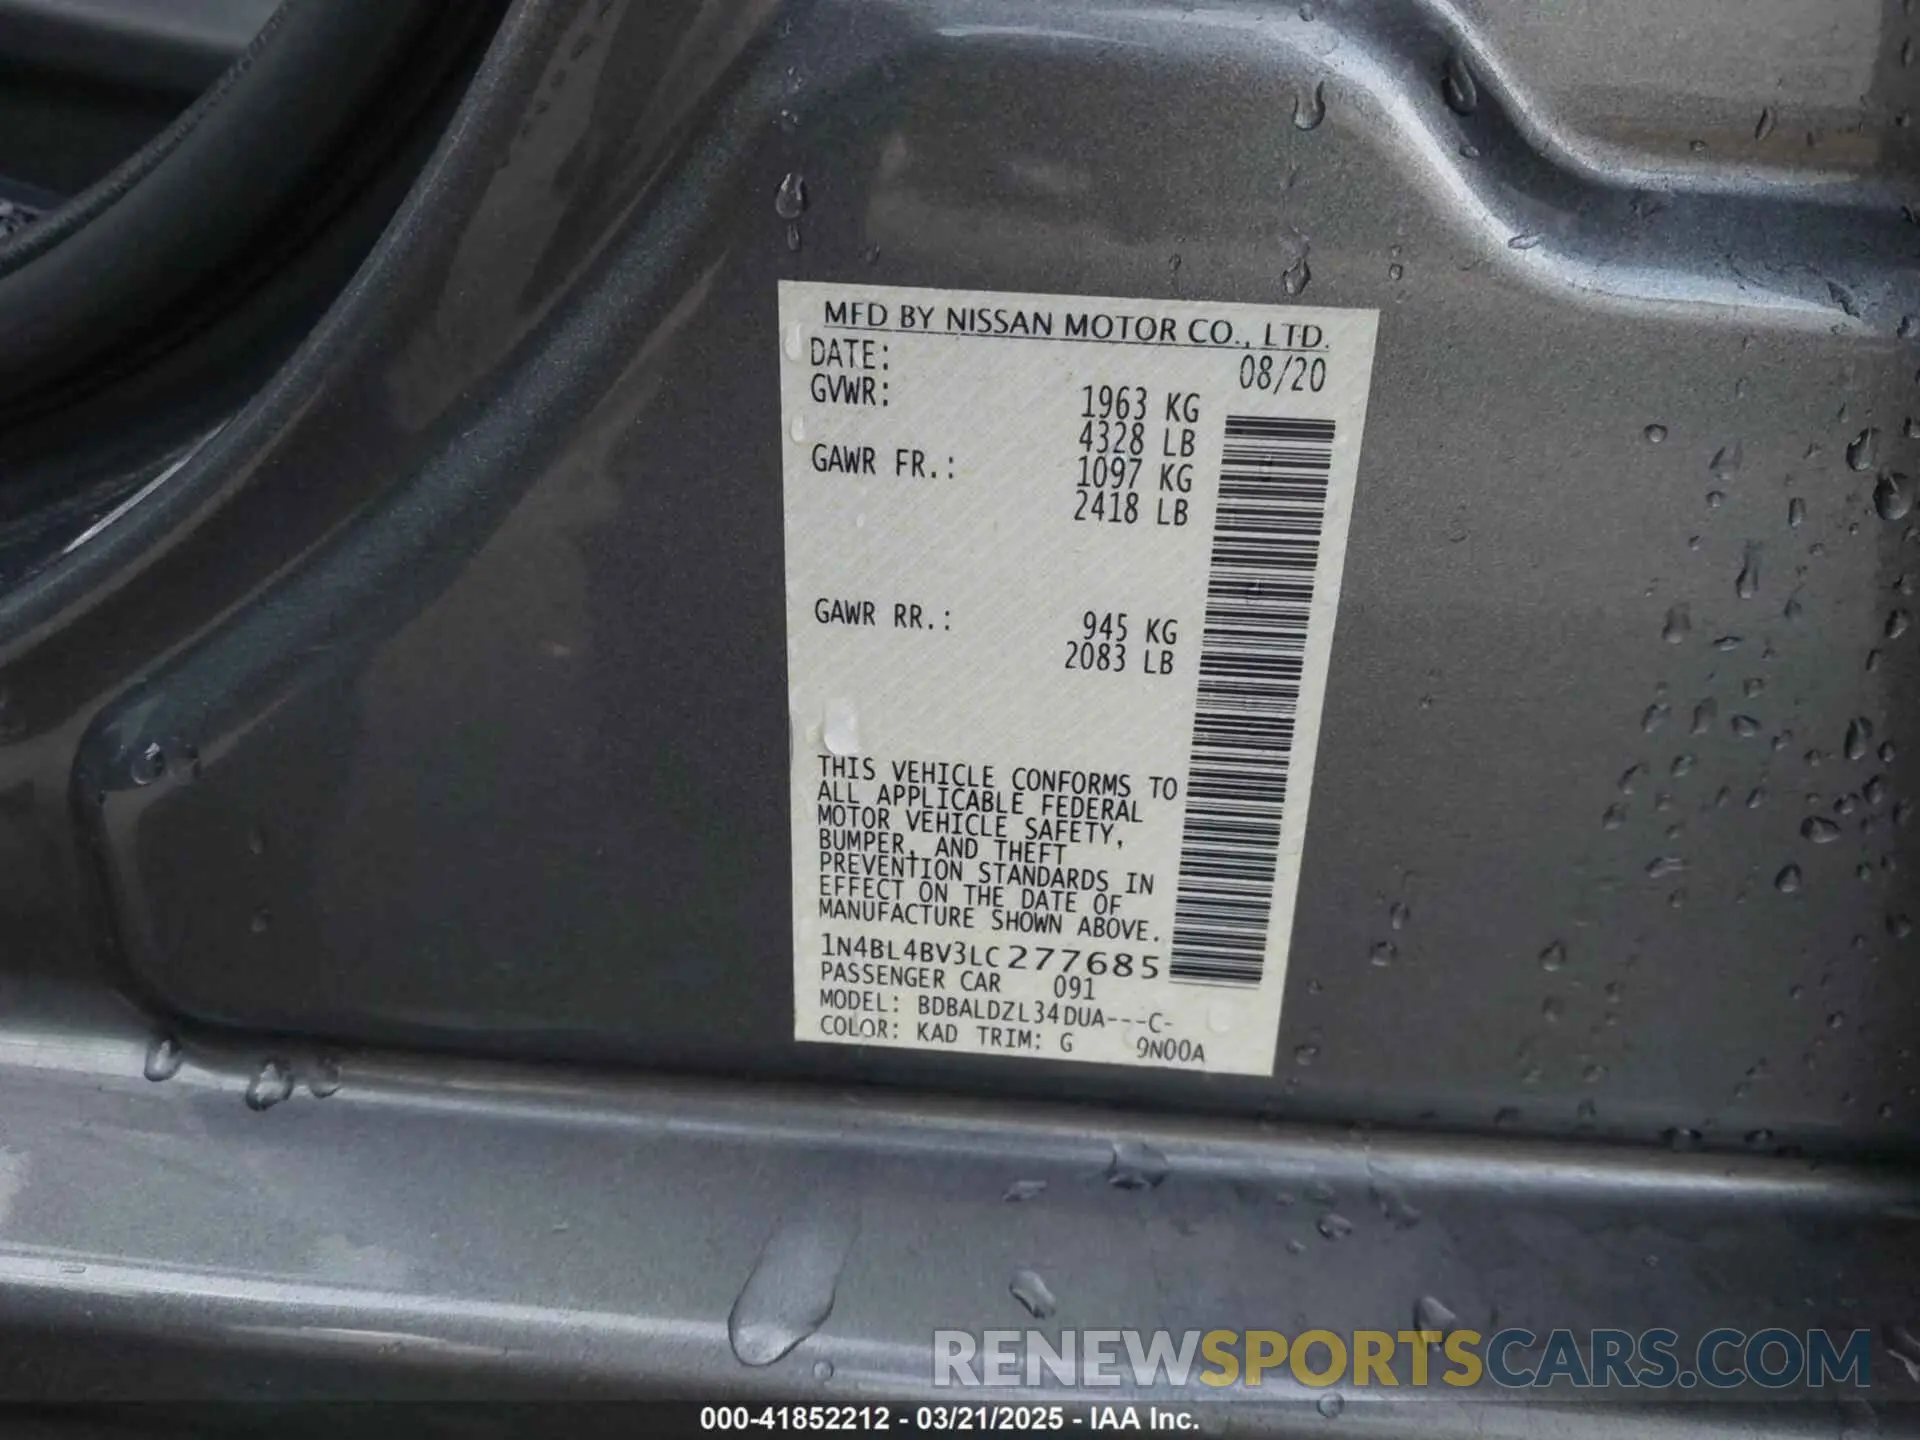 MFD BY NISSAN MOTOR CO., LTD.
DATE: 08/20
GVWR: 1963 KG
4328 LB
GAWR FR.: 1097 KG
2418 LB
GAWR RR.: 945 KG
2083 LB
THIS VEHICLE CONFORMS TO
ALL APPLICABLE FEDERAL
MOTOR VEHICLE SAFETY,
BUMPER, AND THEFT
PREVENTION STANDARDS IN
EFFECT ON THE DATE OF
MANUFACTURE SHOWN ABOVE.
1N4BL4BV3LC277685
PASSENGER CAR 091
MODEL: BDBALDZL34DUA---C-
COLOR: KAD TRIM: G 9N00A
RENEWSPORTSCARS.COM
000-41852212 - 03/21/2025 - IAA Inc.